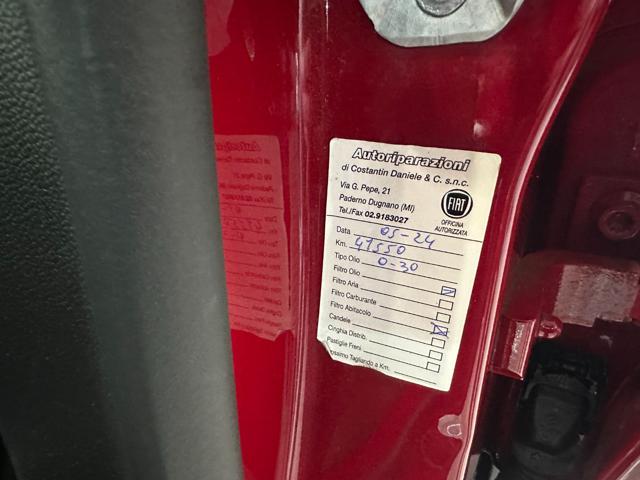 Autoriparazioni
di Costantin Daniele & C. s.n.c.
Via G. Pepe, 21
Paderno Dugnano (MI)
Tel./Fax 02.9183027
FIAT
OFFICINA
AUTORIZZATA
Data 05-24
Km. 47550
Tipo Olio 0-30
Filtro Olio
Filtro Aria
Filtro Carburante
Filtro Abitacolo
Candele
Cinghia Distrib.
Pastiglie Freni
rossimo Tagliando a Km.